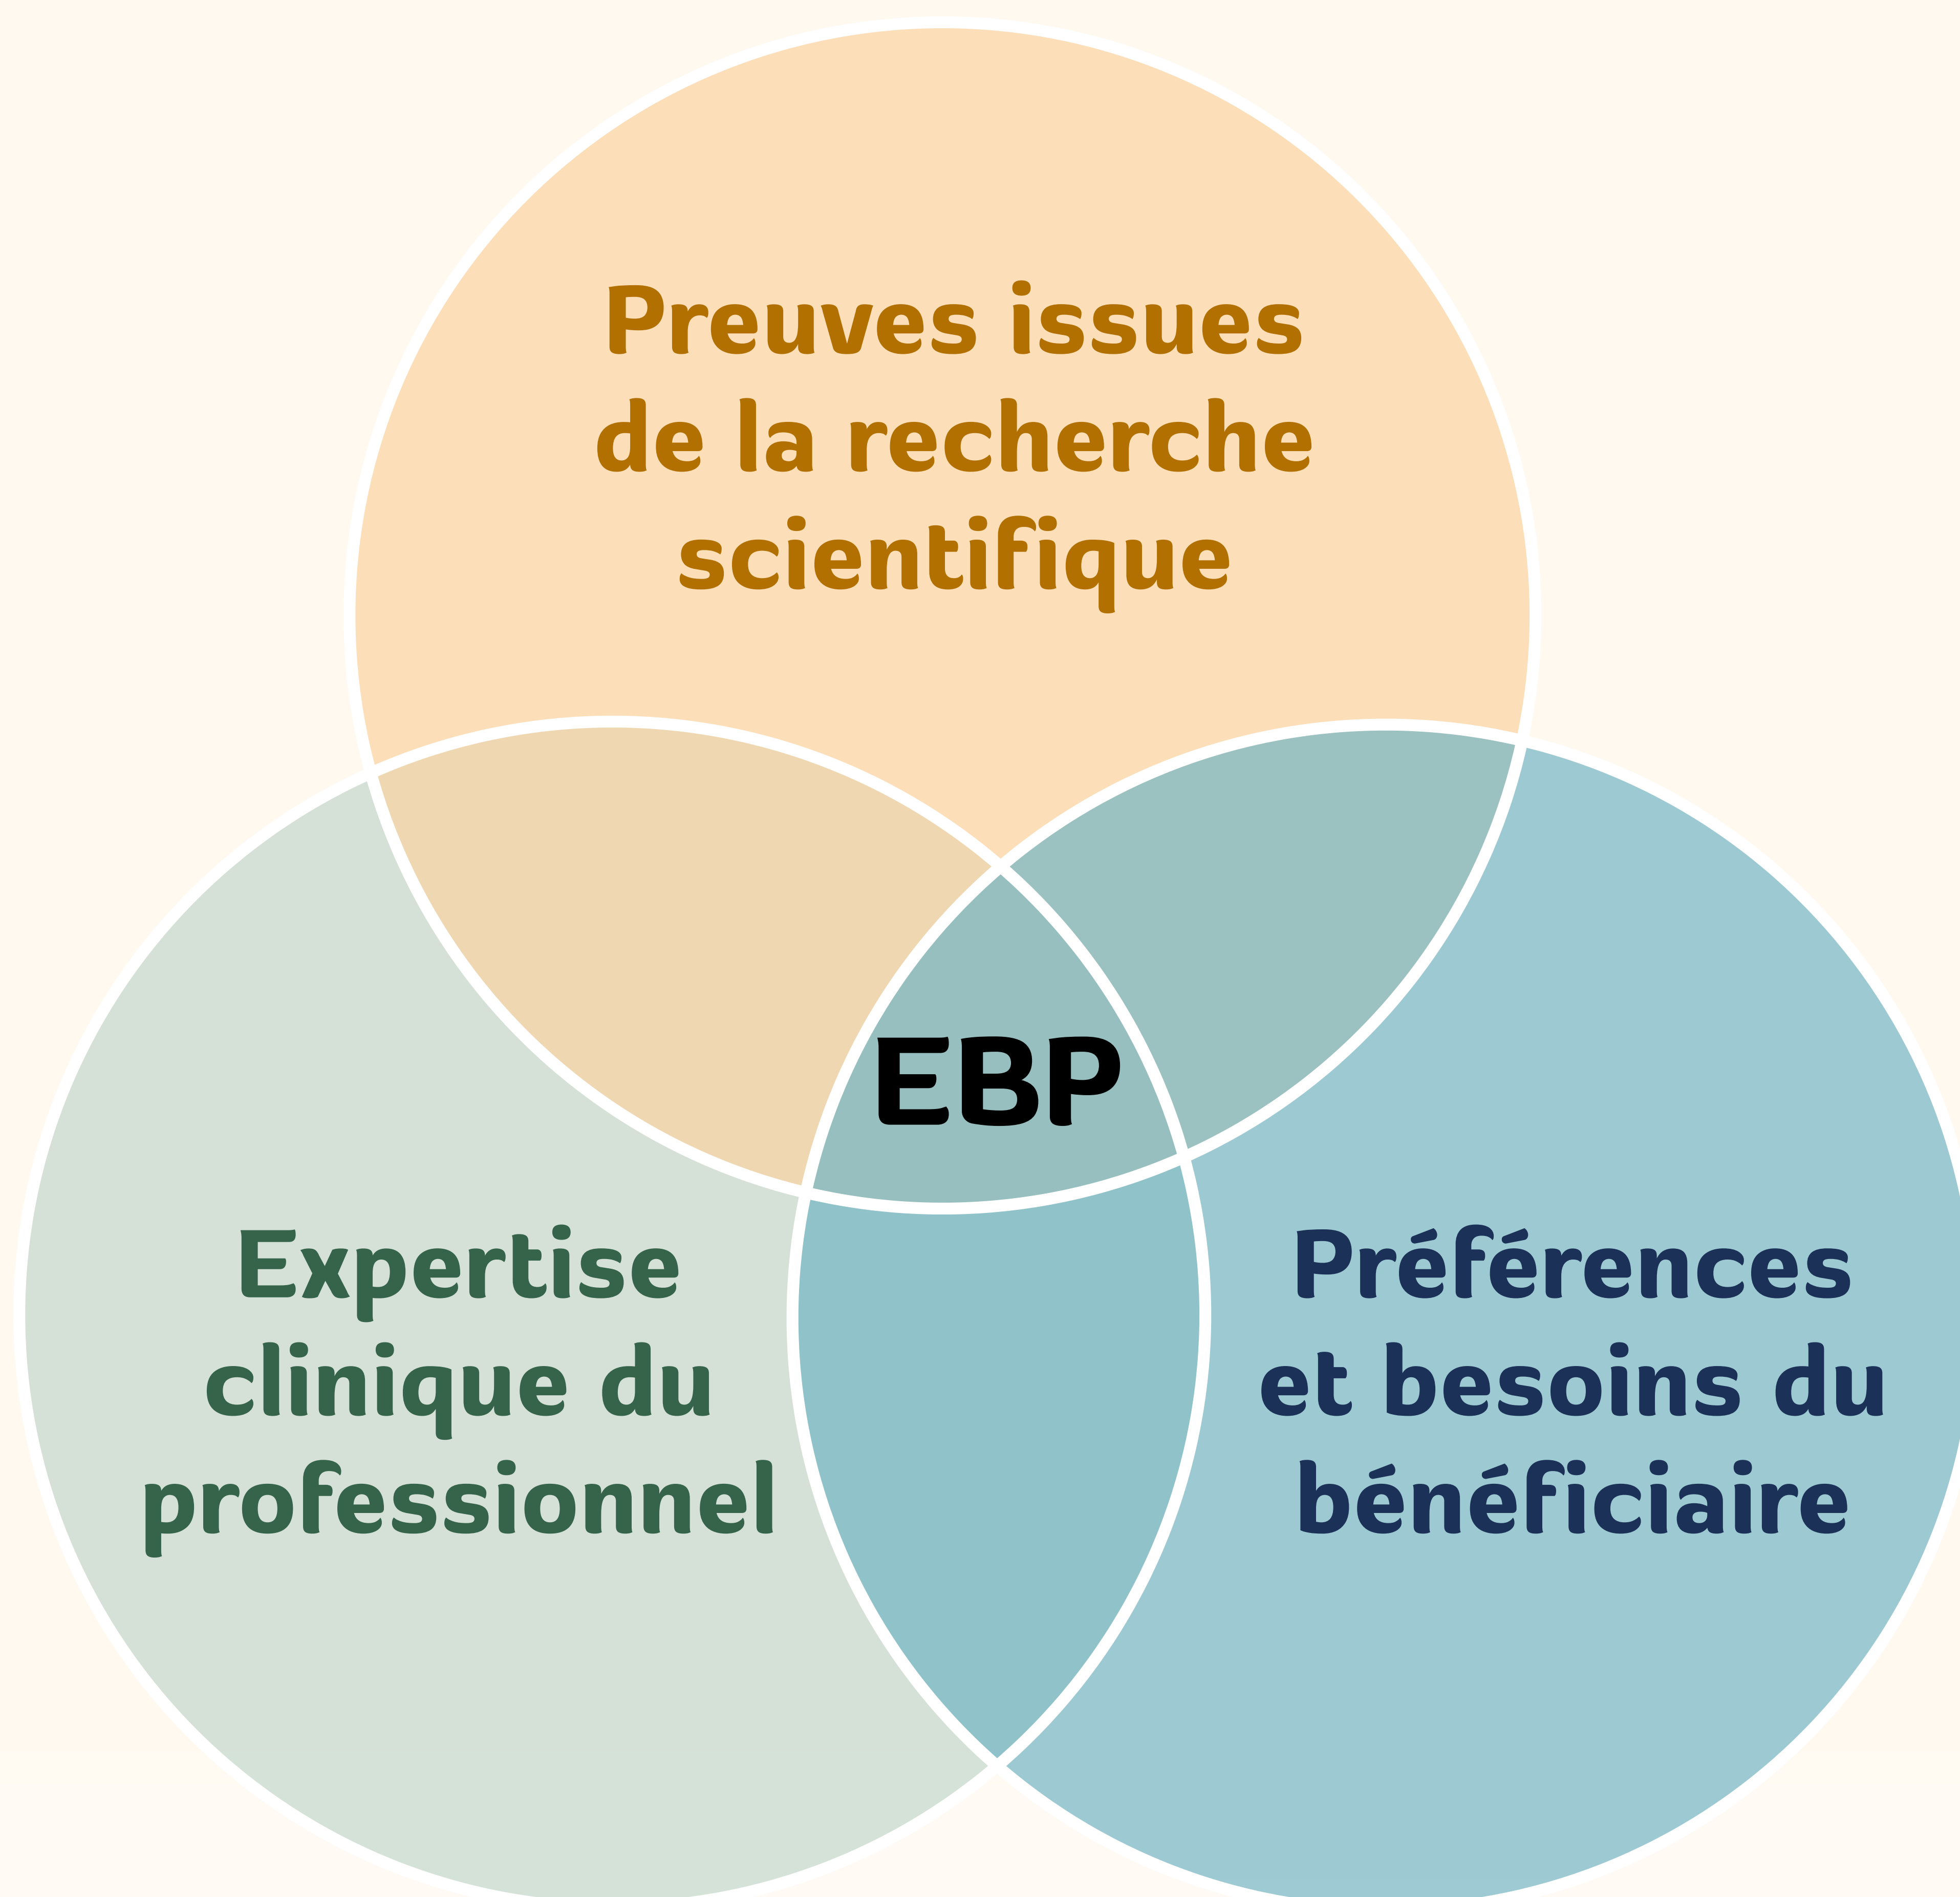 Preuves issues
de la recherche
scientifique
EBP
Expertise
clinique du
professionnel
Préférences
et besoins du
bénéficiaire